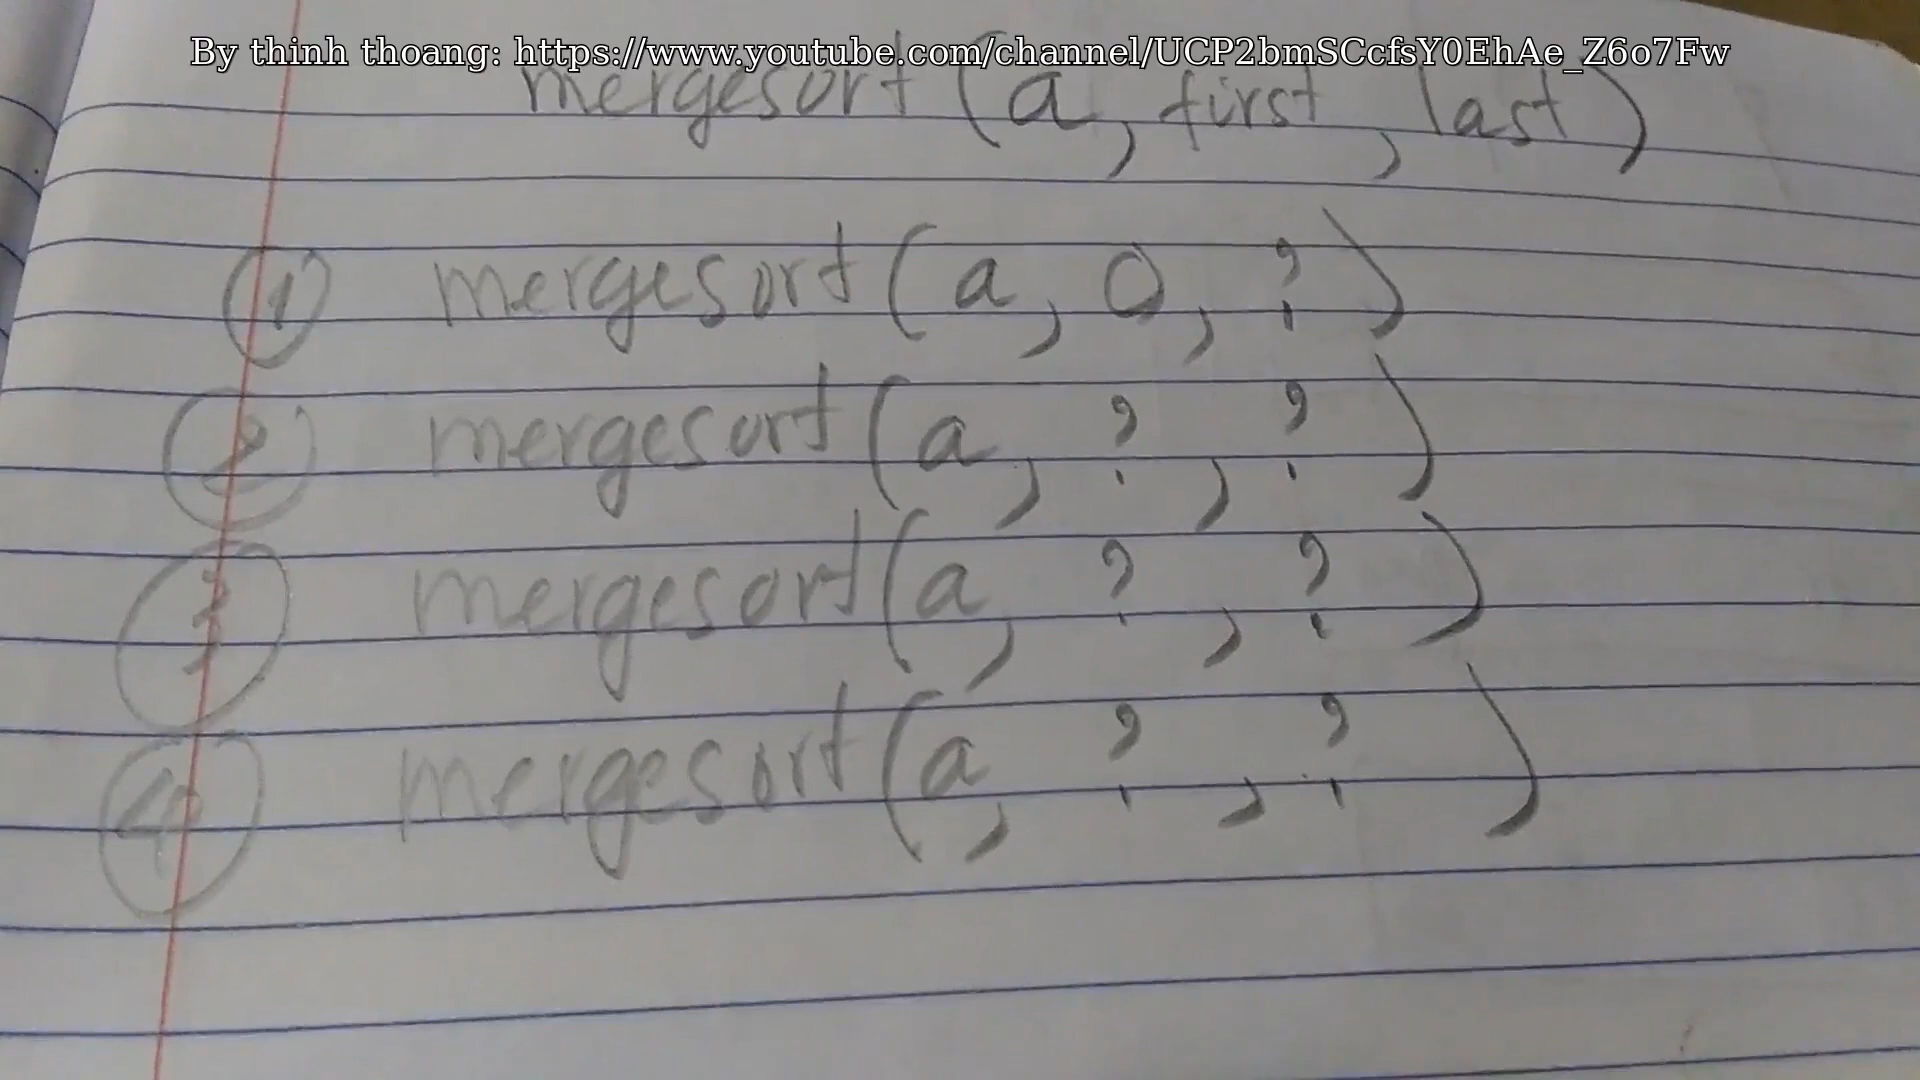 By thinh thoang: https://www.youtube.com/channel/UCP2bmSCcfsY0EhAe_Z6o7Fw
mergesort (a, first, last)
① mergesort (a, 0, ?)
② mergesort (a, ?, ?)
③ mergesort (a, ?, ?)
④ mergesort (a, ?, ?)